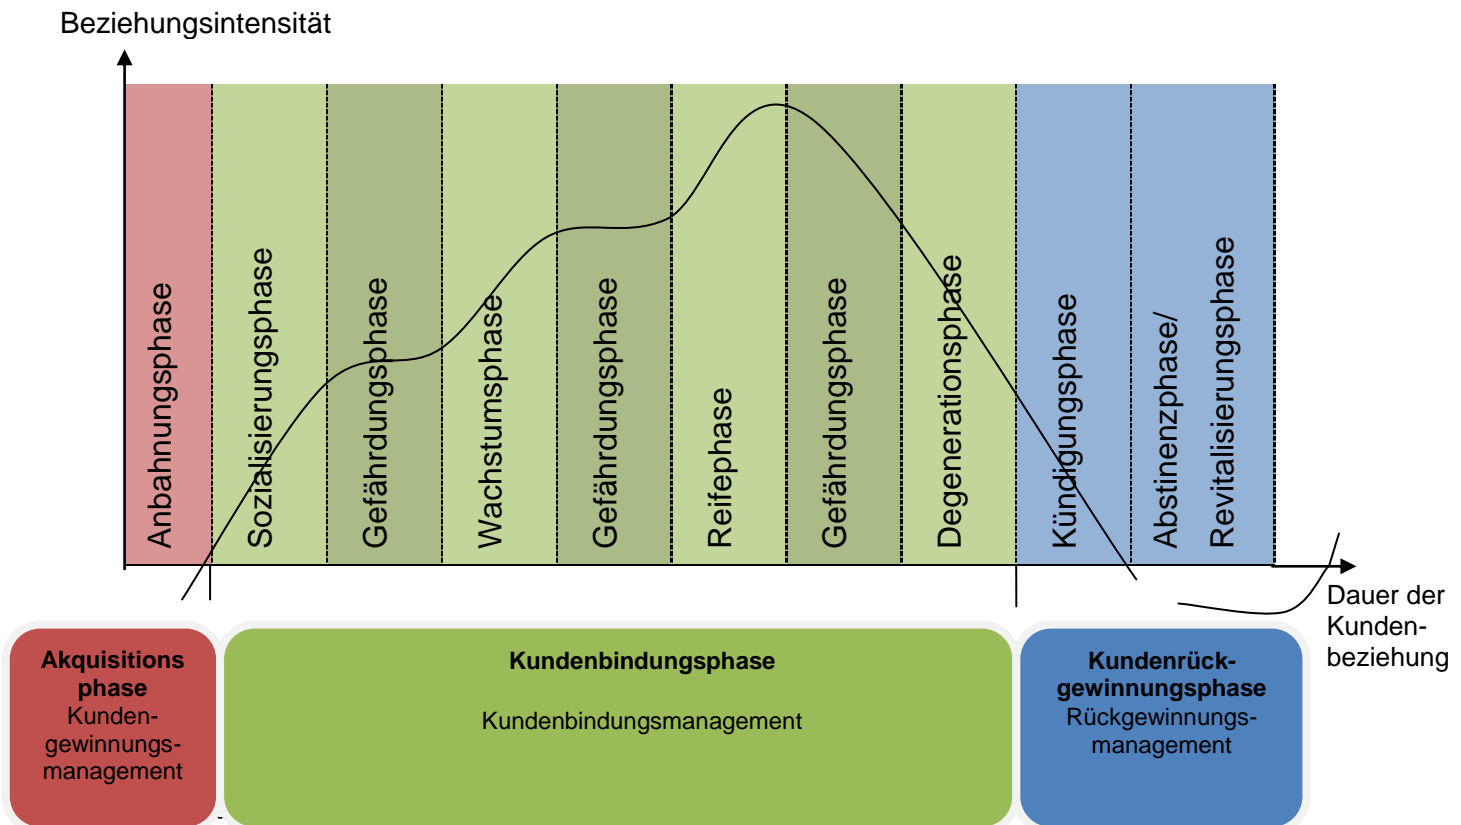 Beziehungsintensität
Anbahnungsphase
Sozialisierungsphase
Gefährdungsphase
Wachstumsphase
Gefährdungsphase
Reifephase
Gefährdungsphase
Degenerationsphase
Kündigungsphase
Abstinenzphase/
Revitalisierungsphase
Dauer der
Kunden-
beziehung
Akquisitions
phase
Kunden-
gewinnungs-
management
Kundenbindungsphase
Kundenbindungsmanagement
Kundenrück-
gewinnungsphase
Rückgewinnungs-
management